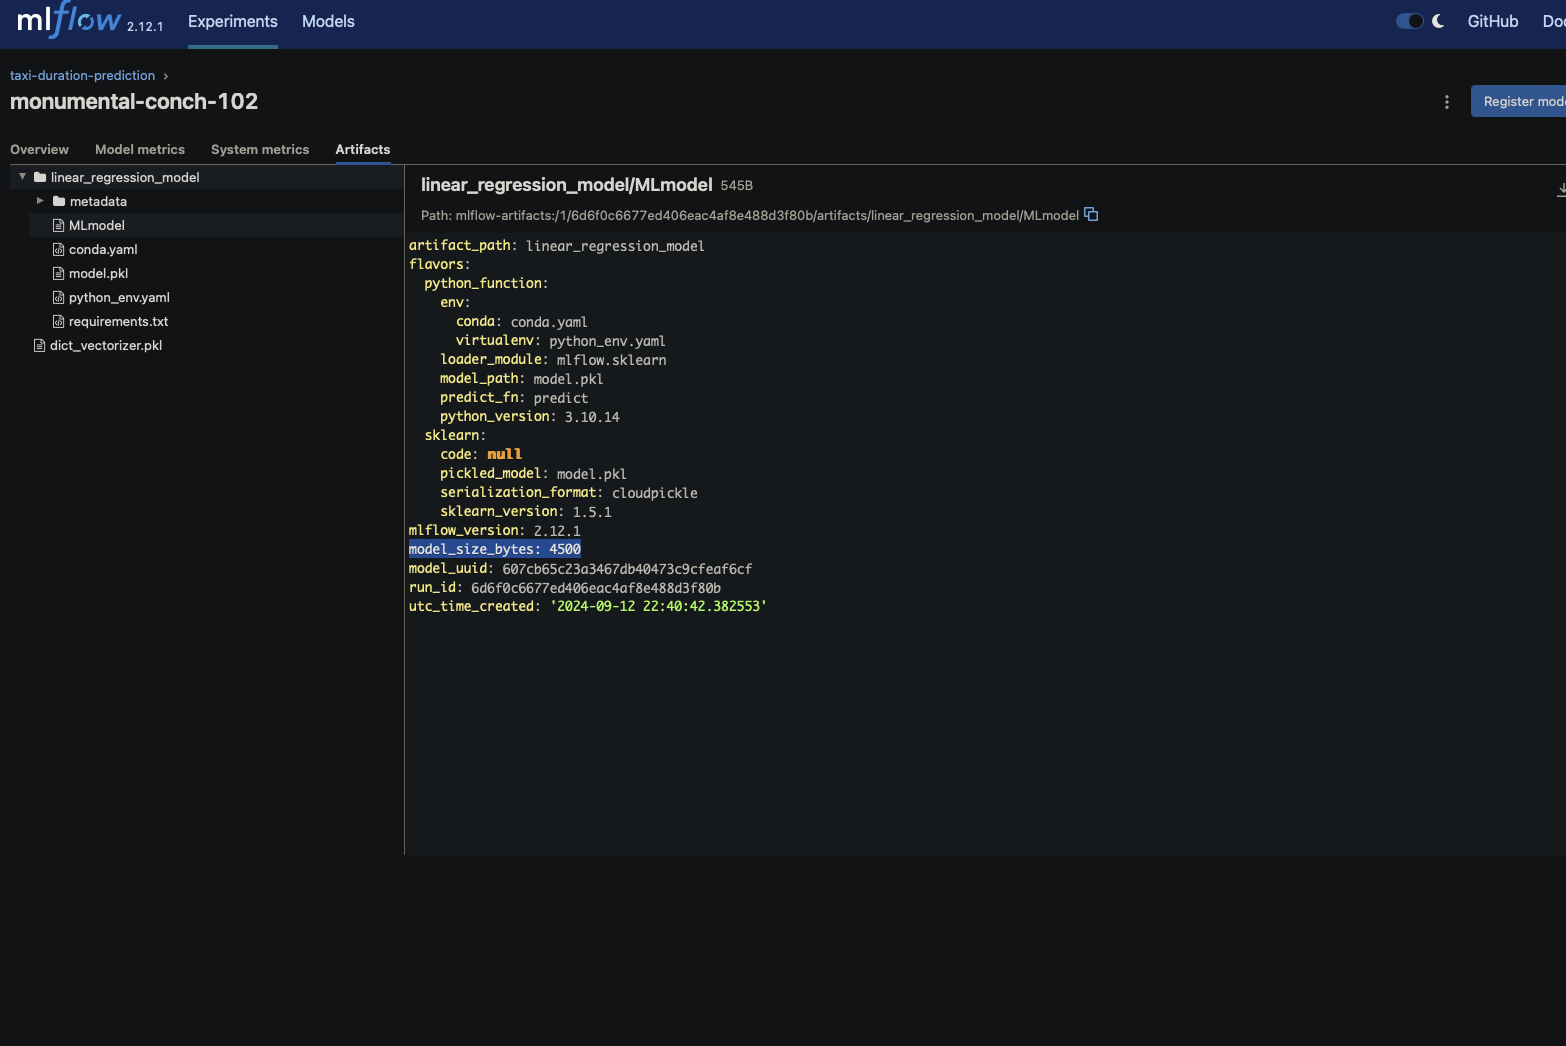 mlflow 2.12.1 Experiments Models GitHub Doc
taxi-duration-prediction ›
monumental-conch-102
Register mode
Overview Model metrics System metrics Artifacts
linear_regression_model
metadata
MLmodel
conda.yaml
model.pkl
python_env.yaml
requirements.txt
dict_vectorizer.pkl
linear_regression_model/MLmodel 545B
Path: mlflow-artifacts:/1/6d6f0c6677ed406eac4af8e488d3f80b/artifacts/linear_regression_model/MLmodel
artifact_path: linear_regression_model
flavors:
python_function:
env:
conda: conda.yaml
virtualenv: python_env.yaml
loader_module: mlflow.sklearn
model_path: model.pkl
predict_fn: predict
python_version: 3.10.14
sklearn:
code: null
pickled_model: model.pkl
serialization_format: cloudpickle
sklearn_version: 1.5.1
mlflow_version: 2.12.1
model_size_bytes: 4500
model_uuid: 607cb65c23a3467db40473c9cfeaf6cf
run_id: 6d6f0c6677ed406eac4af8e488d3f80b
utc_time_created: '2024-09-12 22:40:42.382553'